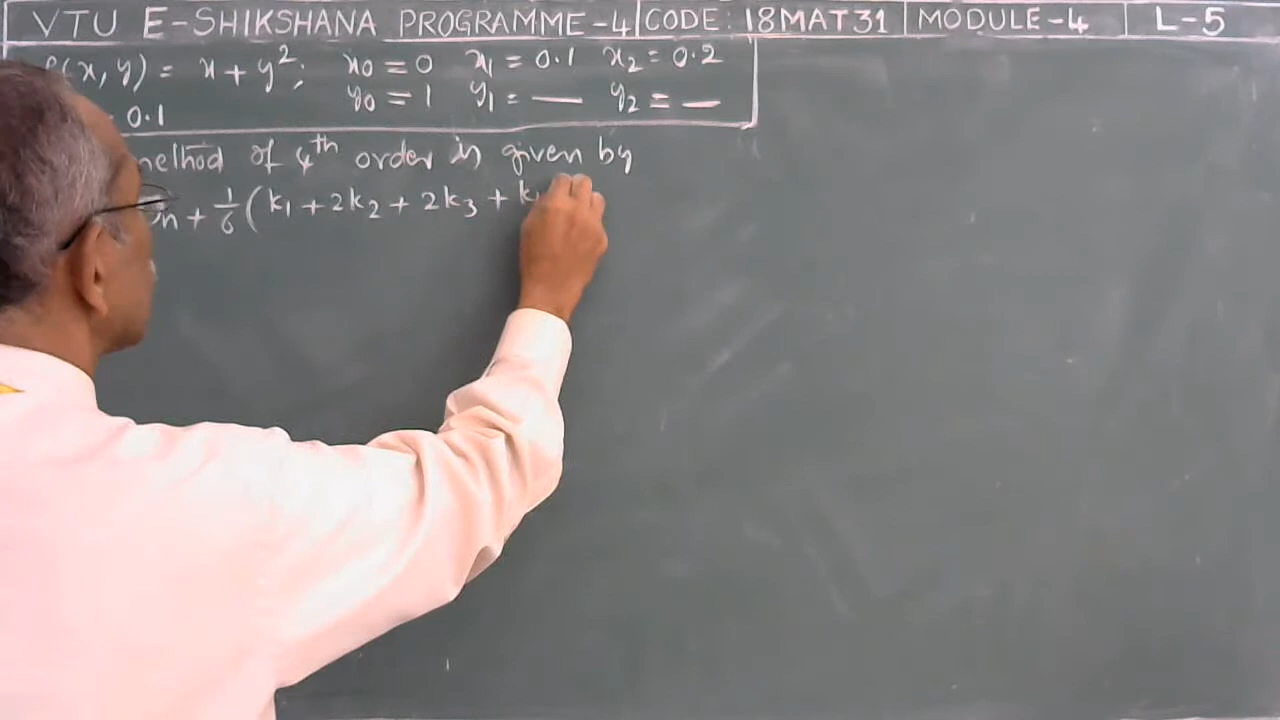 VTU E-SHIKSHANA PROGRAMME-4 CODE: 18MAT31 MODULE-4 L-5
(x, y) = x + y²; x₀ = 0 x₁ = 0.1 x₂ = 0.2
0.1 y₀ = 1 y₁ = — y₂ = —
method of 4th order is given by
n + 1/6 (k₁ + 2k₂ + 2k₃ + k